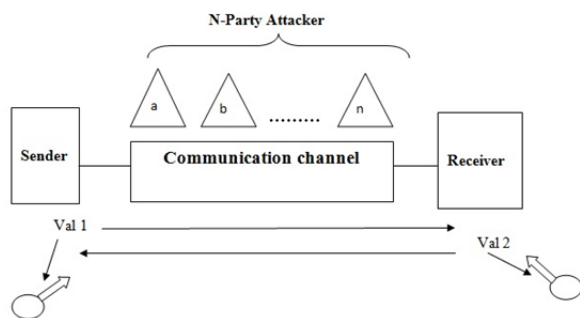 N-Party Attacker
a b ......... n
Sender
Communication channel
Receiver
Val 1
Val 2